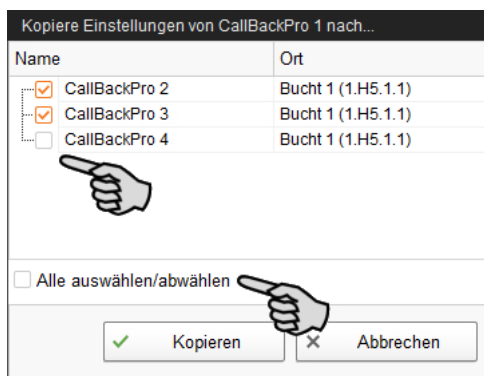 Kopiere Einstellungen von CallBackPro 1 nach...
Name Ort
CallBackPro 2 Bucht 1 (1.H5.1.1)
CallBackPro 3 Bucht 1 (1.H5.1.1)
CallBackPro 4 Bucht 1 (1.H5.1.1)
Alle auswählen/abwählen
Kopieren Abbrechen